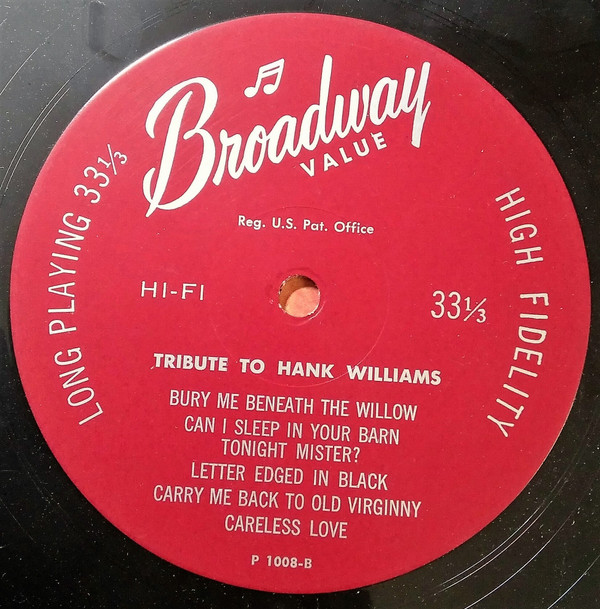 Broadway
VALUE
Reg. U.S. Pat. Office
LONG PLAYING 33⅓
HIGH FIDELITY
HI-FI
33⅓
TRIBUTE TO HANK WILLIAMS
BURY ME BENEATH THE WILLOW
CAN I SLEEP IN YOUR BARN
TONIGHT MISTER?
LETTER EDGED IN BLACK
CARRY ME BACK TO OLD VIRGINNY
CARELESS LOVE
P 1008-B